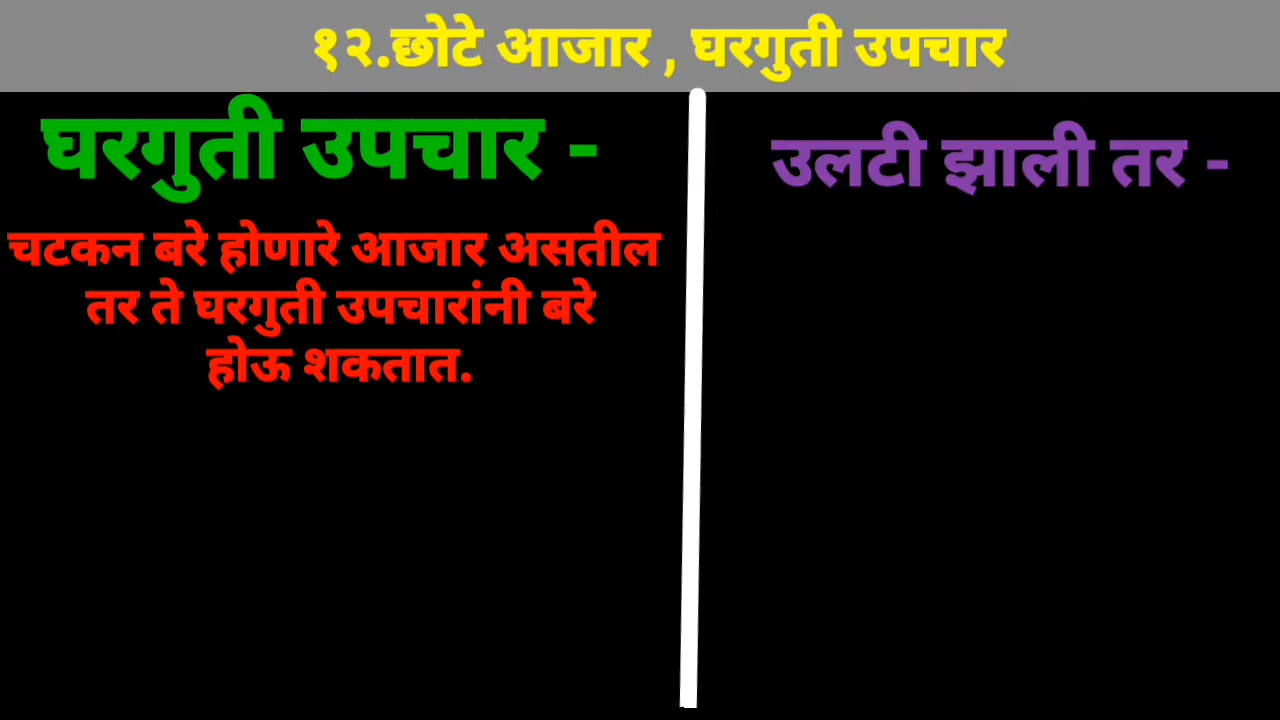 १२.छोटे आजार , घरगुती उपचार
घरगुती उपचार -
चटकन बरे होणारे आजार असतील
तर ते घरगुती उपचारांनी बरे
होऊ शकतात.
उलटी झाली तर -